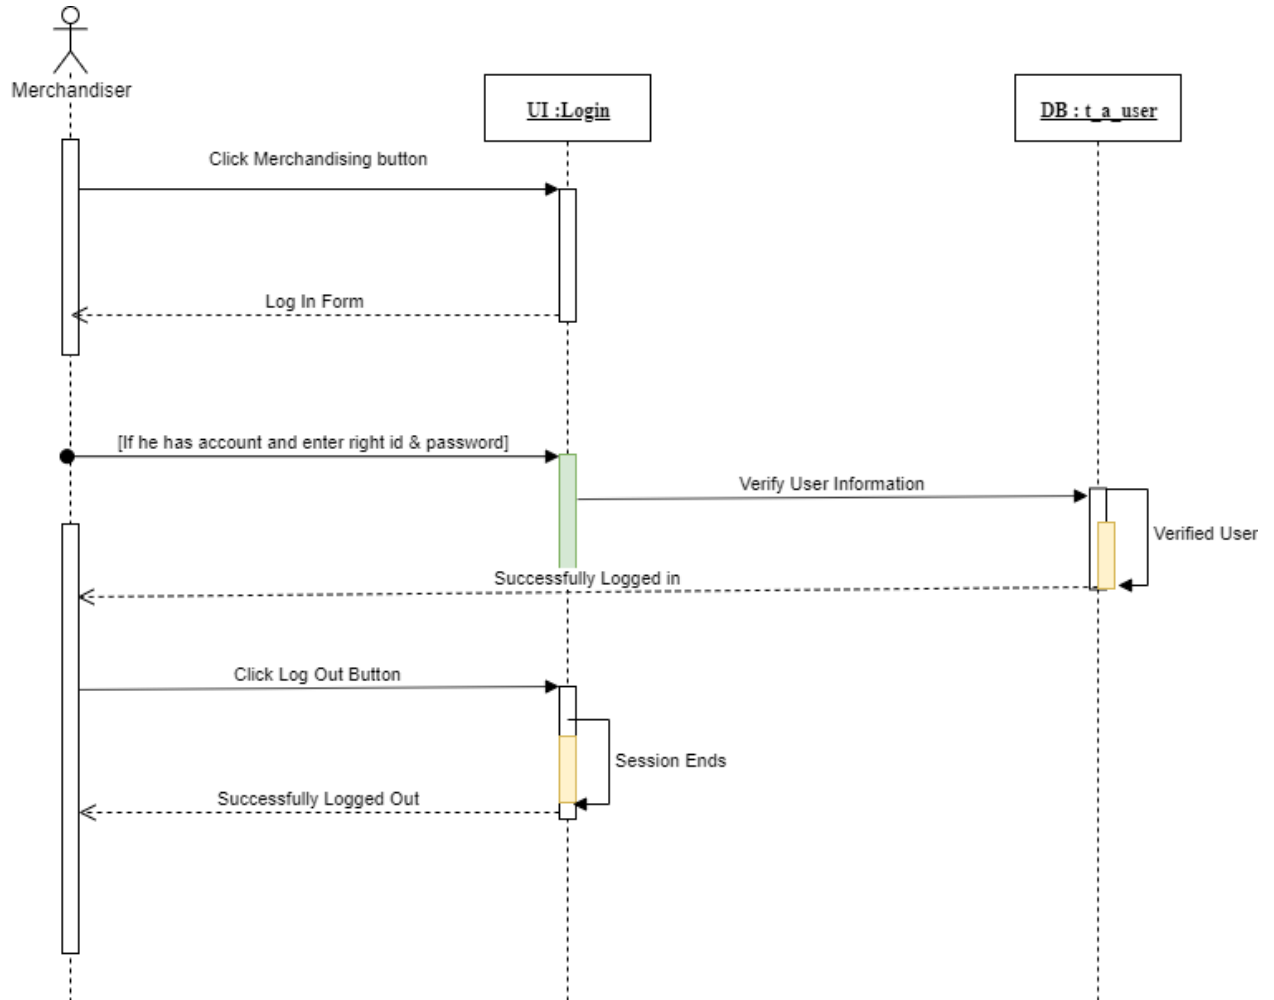 Merchandiser
UI :Login
DB : t_a_user
Click Merchandising button
Log In Form
[If he has account and enter right id & password]
Verify User Information
Verified User
Successfully Logged in
Click Log Out Button
Session Ends
Successfully Logged Out